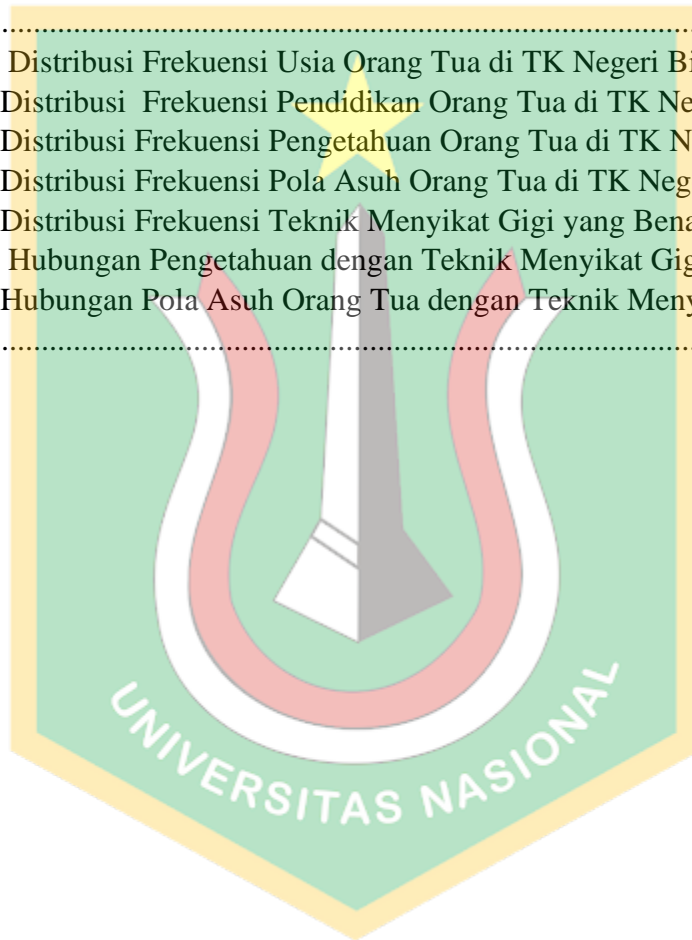 ................................................................................................
Distribusi Frekuensi Usia Orang Tua di TK Negeri
Distribusi Frekuensi Pendidikan Orang Tua di TK
Distribusi Frekuensi Pengetahuan Orang Tua di TK
Distribusi Frekuensi Pola Asuh Orang Tua di TK
Distribusi Frekuensi Teknik Menyikat Gigi yang
Hubungan Pengetahuan dengan Teknik Menyikat
Hubungan Pola Asuh Orang Tua dengan Teknik
................................................................................................
UNIVERSITAS NASIONAL